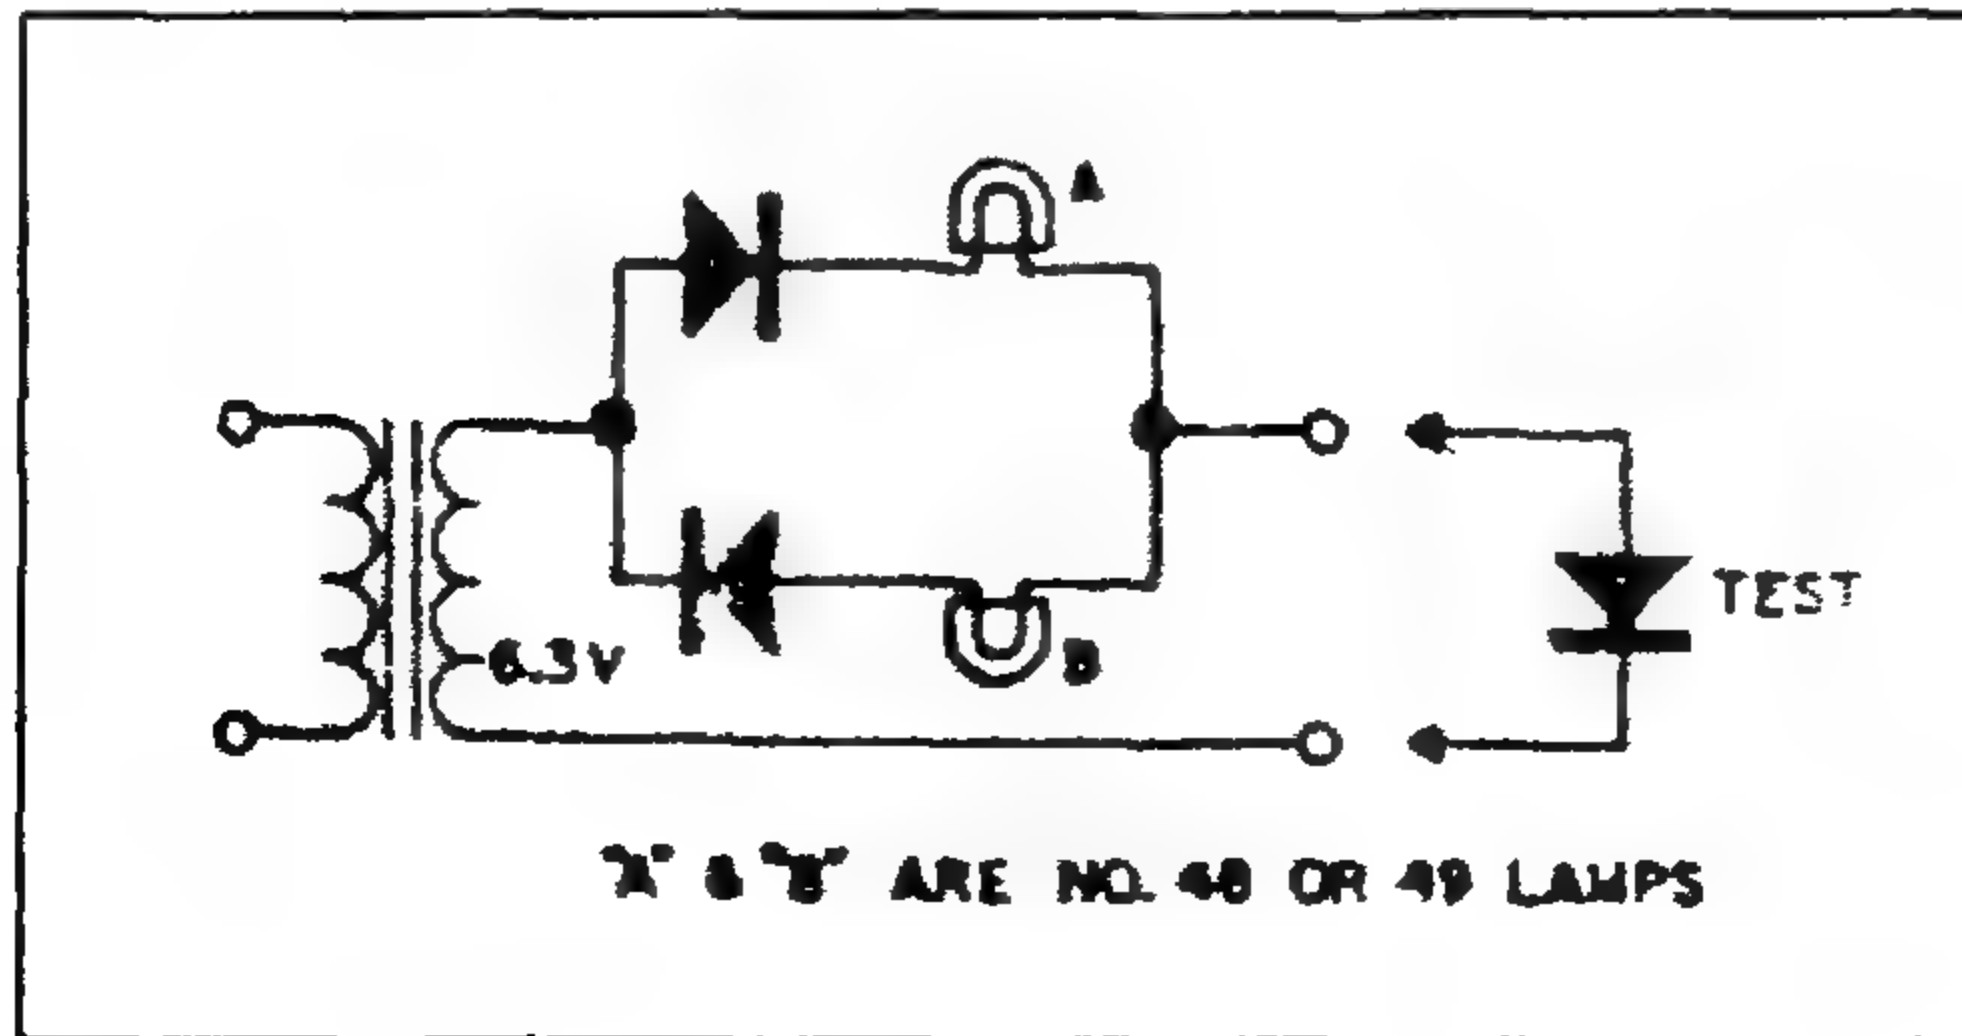 A
TEST
6.3V
B
"A" & "B" ARE NO. 48 OR 49 LAMPS